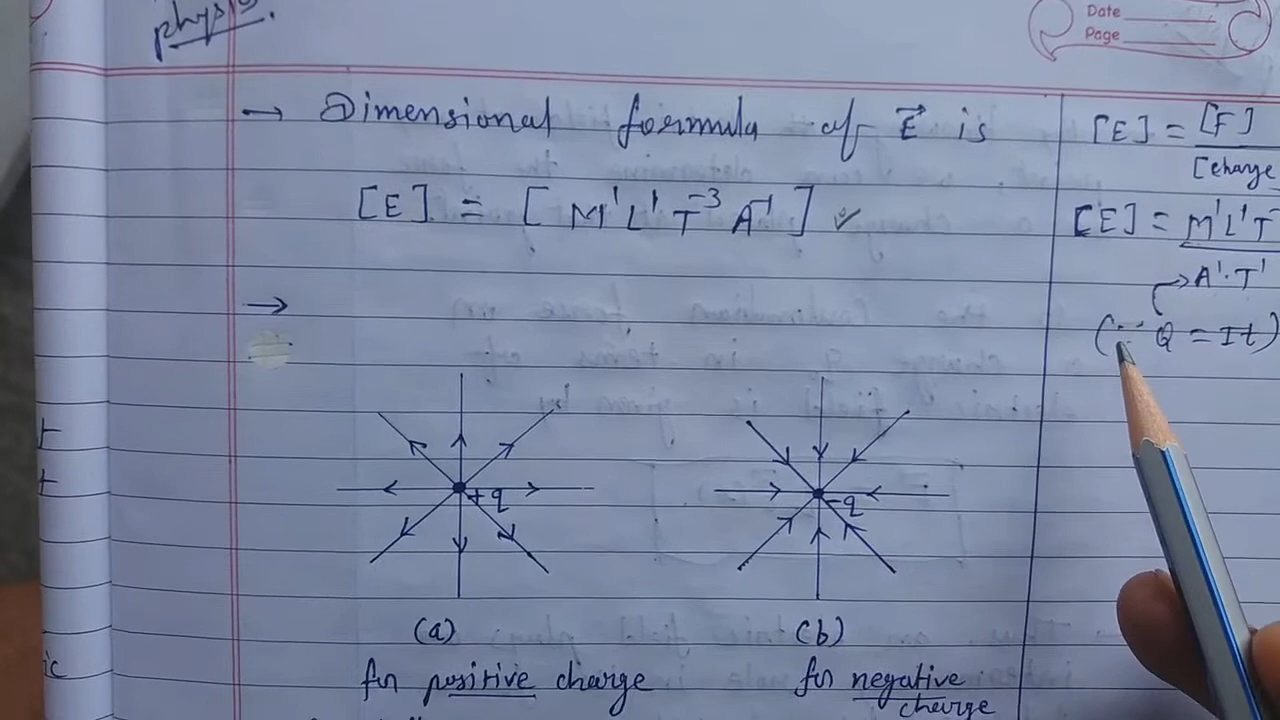 Date
Page
→ Dimensional formula of E⃗ is
[E] = [M¹L¹T⁻³A⁻¹] ✓
[E] = [F]
[charge
[E] = M¹L¹T
→ A¹·T¹
(∵ Q = It)
→
+q
-q
(a)
(b)
for positive charge
for negative
charge